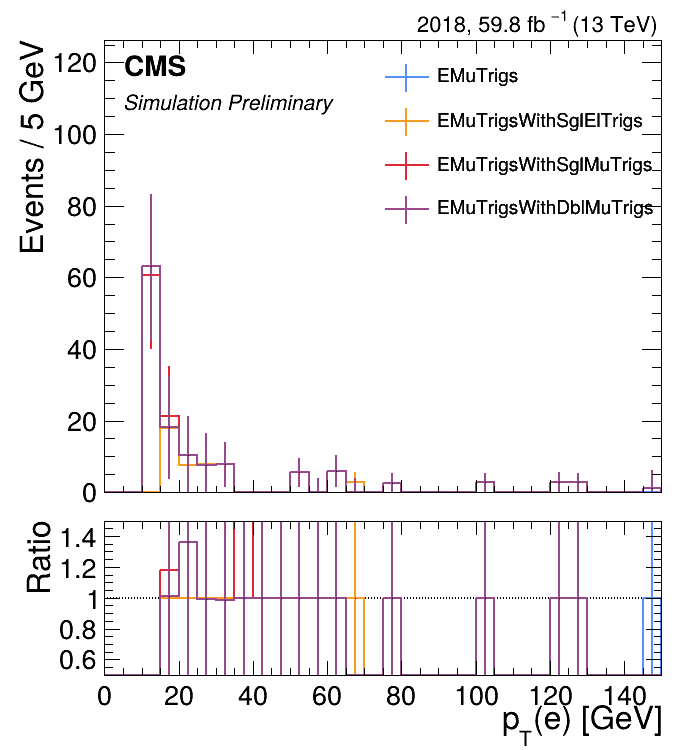 2018, 59.8 fb⁻¹ (13 TeV)
CMS
Simulation Preliminary
EMuTrigs
EMuTrigsWithSglElTrigs
EMuTrigsWithSglMuTrigs
EMuTrigsWithDblMuTrigs
Events / 5 GeV
120
100
80
60
40
20
0
Ratio
1.4
1.2
1
0.8
0.6
0 20 40 60 80 100 120 140
p_T(e) [GeV]